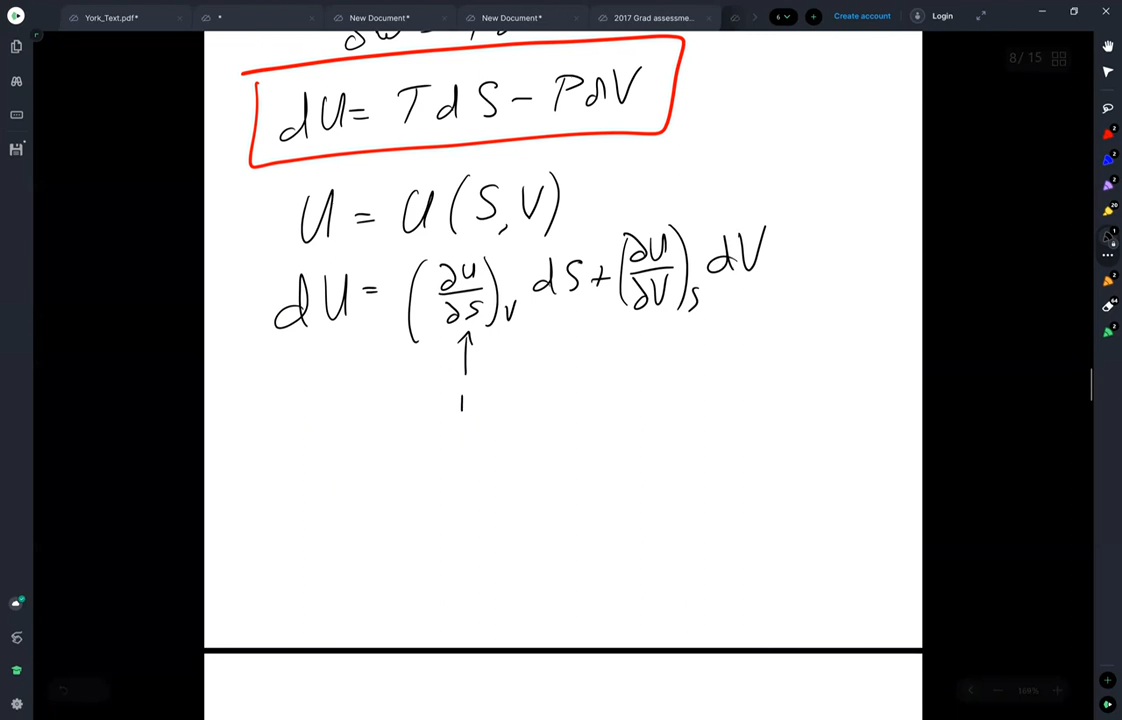 York_Text.pdf*
*
New Document*
New Document*
2017 Grad assessme...
6
Create account
Login
8/ 15
dU = TdS - PdV
U = U(S,V)
dU = (∂U/∂S)_V dS + (∂U/∂V)_S dV
↑
169%